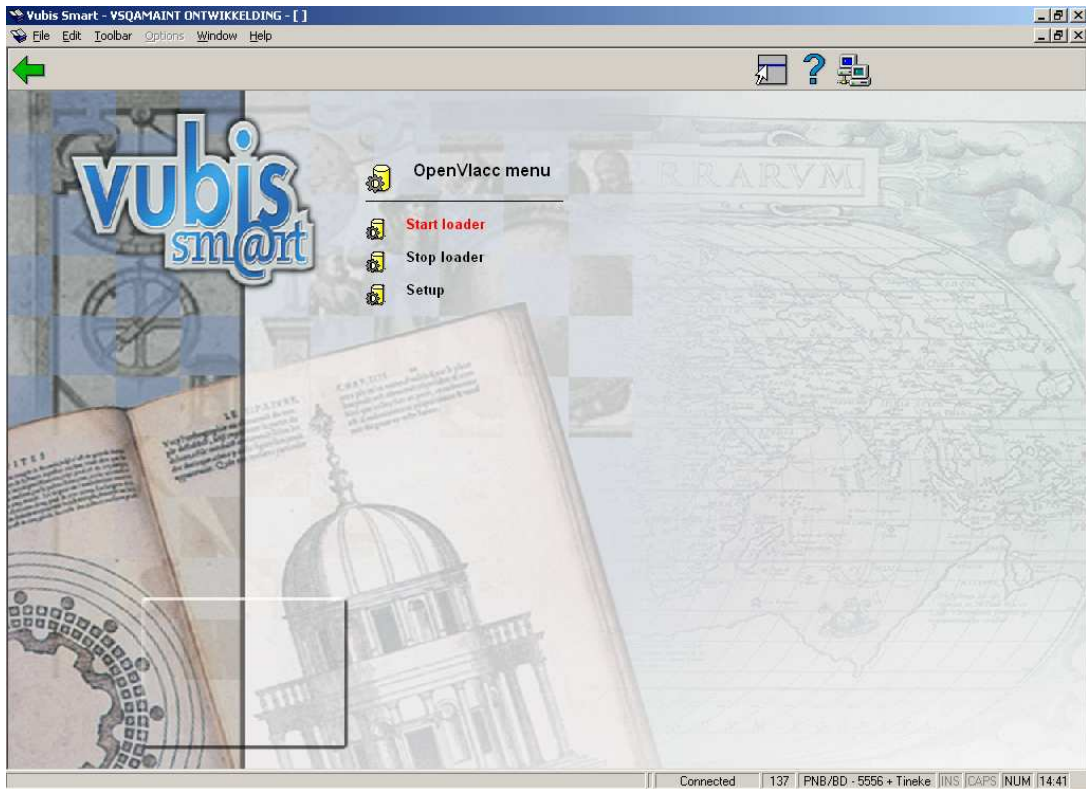 Vubis Smart - VSQAMAINT ONTWIKKELDING - [ ]
File Edit Toolbar Options Window Help
vubis
sm@rt
OpenVlacc menu
Start loader
Stop loader
Setup
Connected 137 PNB/BD - 5556 + Tineke INS CAPS NUM 14:41